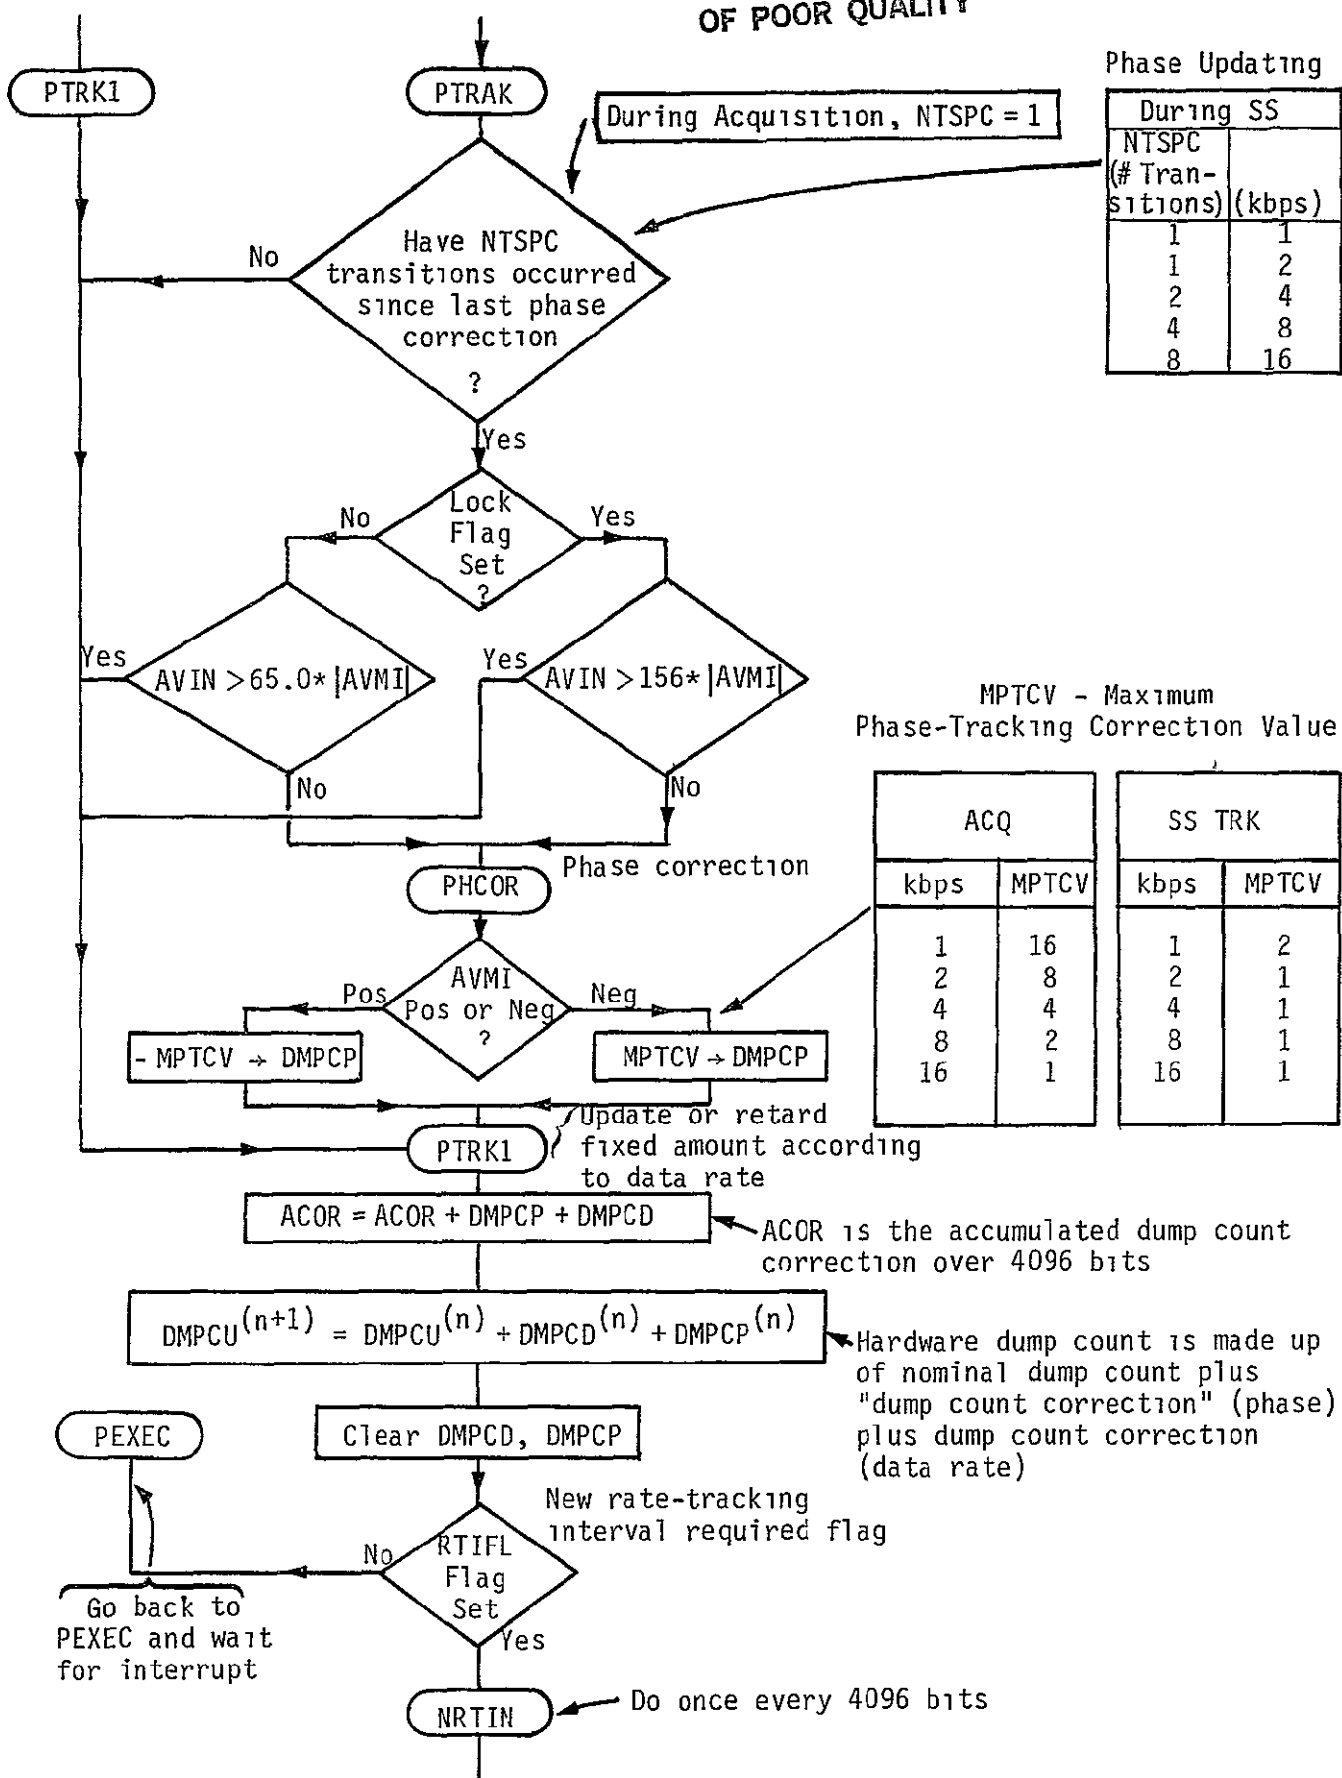 OF POOR QUALITY
PTRK1
PTRAK
During Acquisition, NTSPC = 1
Phase Updating
During SS
NTSPC
(# Tran-
sitions) (kbps)
1 1
1 2
2 4
4 8
8 16
Have NTSPC
transitions occurred
since last phase
correction
?
No
Yes
Lock
Flag
Set
?
No
Yes
Yes
AVIN >65.0* |AVMI|
Yes
AVIN >156* |AVMI|
No
No
MPTCV - Maximum
Phase-Tracking Correction Value
ACQ
kbps MPTCV
1 16
2 8
4 4
8 2
16 1
SS TRK
kbps MPTCV
1 2
2 1
4 1
8 1
16 1
Phase correction
PHCOR
AVMI
Pos or Neg
?
Pos
Neg
- MPTCV → DMPCP
MPTCV → DMPCP
PTRK1
Update or retard
fixed amount according
to data rate
ACOR = ACOR + DMPCP + DMPCD
ACOR is the accumulated dump count
correction over 4096 bits
DMPCU(n+1) = DMPCU(n) + DMPCD(n) + DMPCP(n)
Hardware dump count is made up
of nominal dump count plus
"dump count correction" (phase)
plus dump count correction
(data rate)
Clear DMPCD, DMPCP
PEXEC
New rate-tracking
interval required flag
RTIFL
Flag
Set
No
Yes
Go back to
PEXEC and wait
for interrupt
NRTIN
Do once every 4096 bits